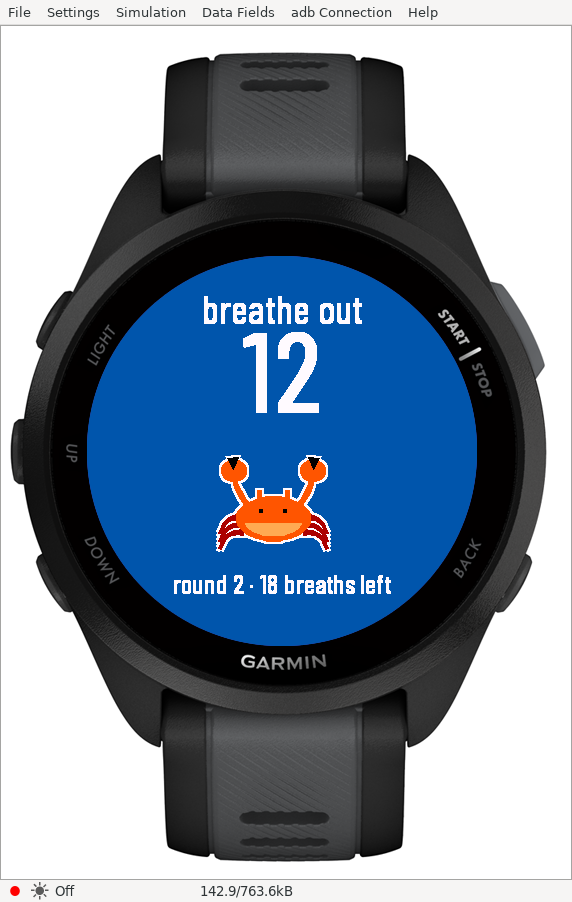 File Settings Simulation Data Fields adb Connection Help
breathe out
12
START
STOP
LIGHT
UP
DOWN
BACK
round 2 · 18 breaths left
GARMIN
Off 142.9/763.6kB